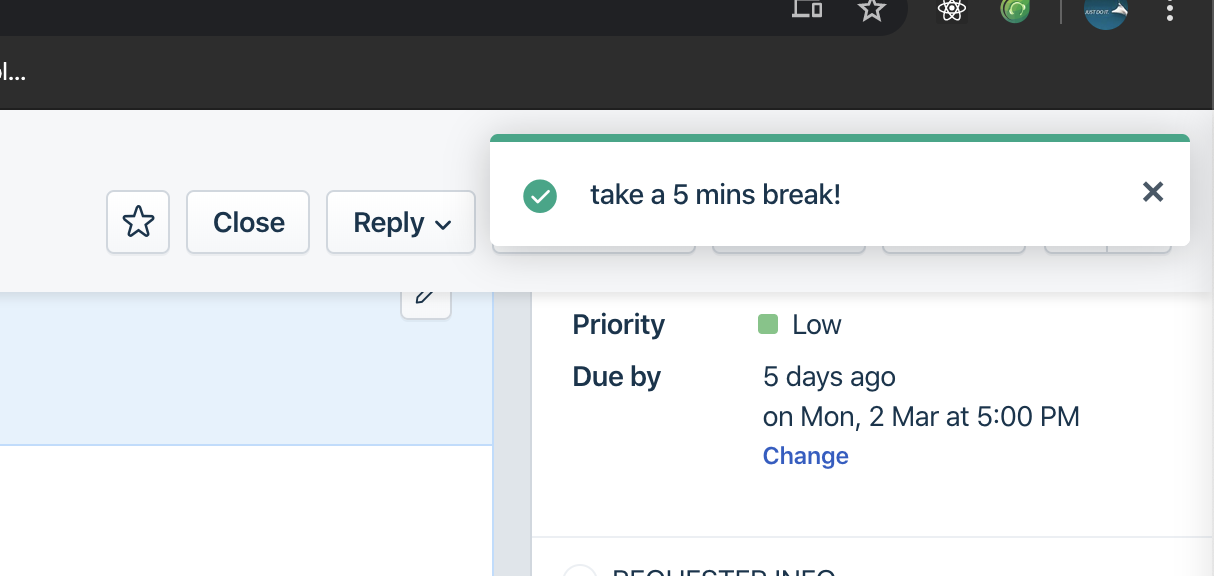 take a 5 mins break!
Close
Reply
Priority
Low
Due by
5 days ago
on Mon, 2 Mar at 5:00 PM
Change
REQUESTER INFO